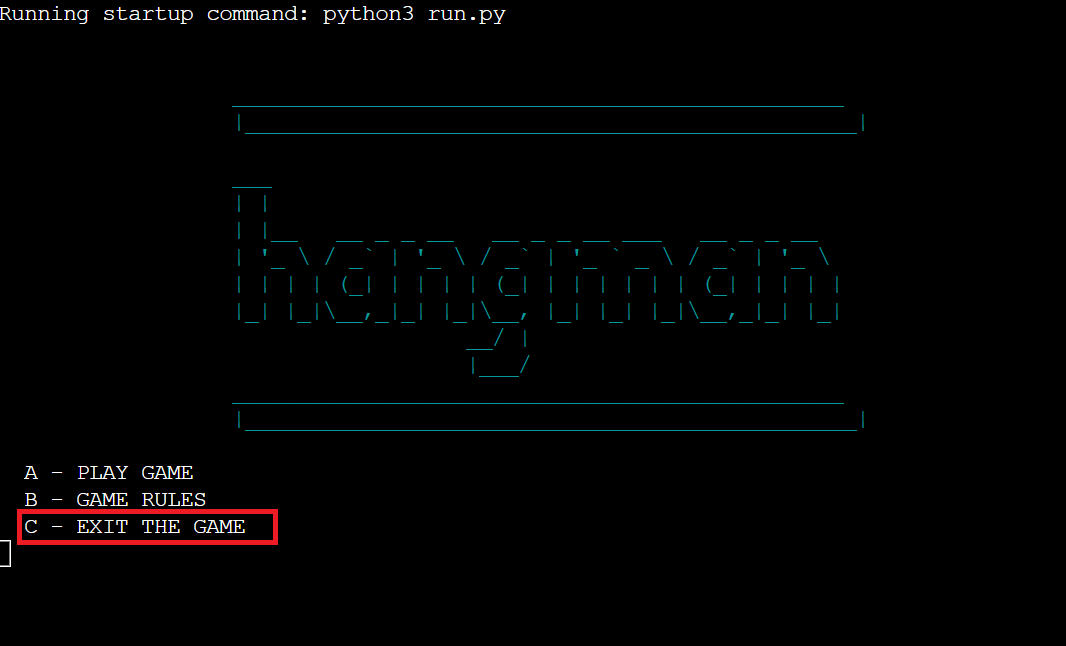 Running startup command: python3 run.py
hangman
A - PLAY GAME
B - GAME RULES
C - EXIT THE GAME